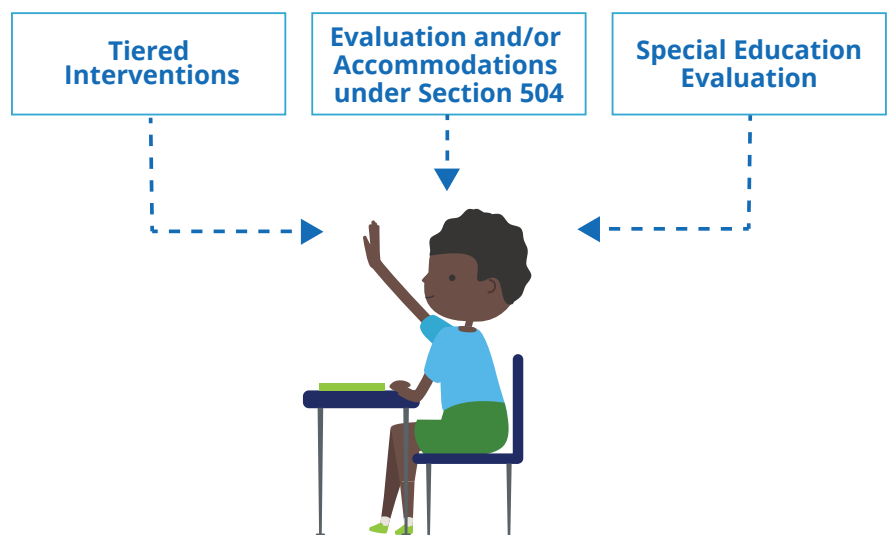 Tiered
Interventions
Evaluation and/or
Accommodations
under Section 504
Special Education
Evaluation